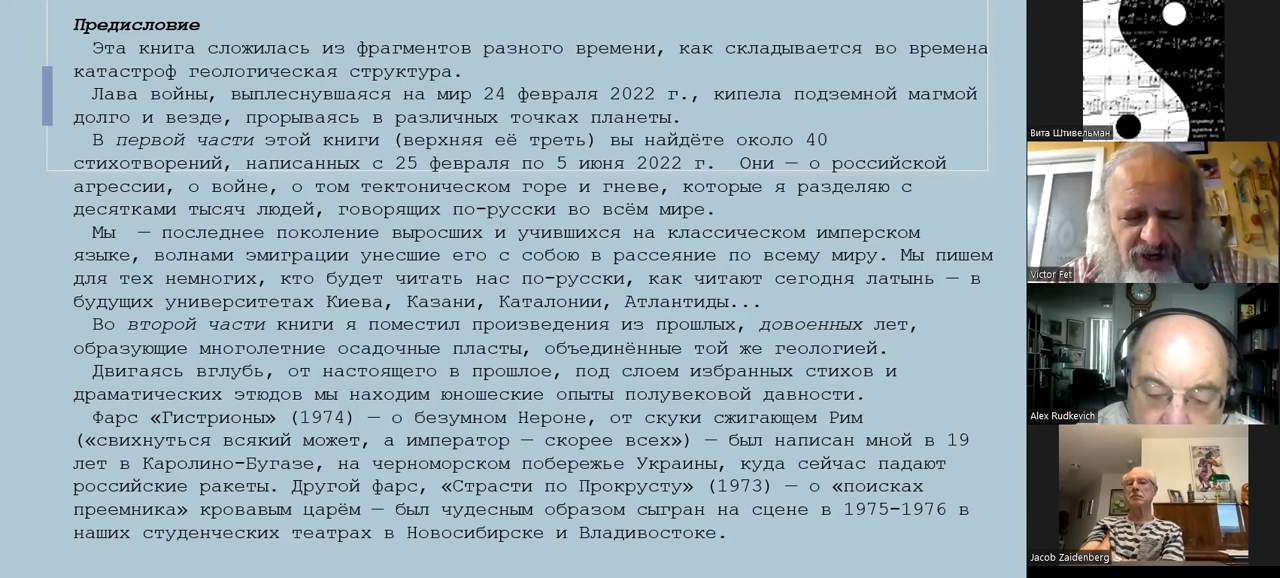 Предисловие
Эта книга сложилась из фрагментов разного времени, как складывается во времена
катастроф геологическая структура.
Лава войны, выплеснувшаяся на мир 24 февраля 2022 г., кипела подземной магмой
долго и везде, прорываясь в различных точках планеты.
В первой части этой книги (верхняя её треть) вы найдёте около 40
стихотворений, написанных с 25 февраля по 5 июня 2022 г. Они — о российской
агрессии, о войне, о том тектоническом горе и гневе, которые я разделяю с
десятками тысяч людей, говорящих по-русски во всём мире.
Мы — последнее поколение выросших и учившихся на классическом имперском
языке, волнами эмиграции унесшие его с собою в рассеяние по всему миру. Мы пишем
для тех немногих, кто будет читать нас по-русски, как читают сегодня латынь — в
будущих университетах Киева, Казани, Каталонии, Атлантиды...
Во второй части книги я поместил произведения из прошлых, довоенных лет,
образующие многолетние осадочные пласты, объединённые той же геологией.
Двигаясь вглубь, от настоящего в прошлое, под слоем избранных стихов и
драматических этюдов мы находим юношеские опыты полувековой давности.
Фарс «Гистрионы» (1974) — о безумном Нероне, от скуки сжигающем Рим
(«свихнуться всякий может, а император — скорее всех») — был написан мной в 19
лет в Каролино-Бугазе, на черноморском побережье Украины, куда сейчас падают
российские ракеты. Другой фарс, «Страсти по Прокрусту» (1973) — о «поисках
преемника» кровавым царём — был чудесным образом сыгран на сцене в 1975-1976 в
наших студенческих театрах в Новосибирске и Владивостоке.
Вита Штивельман
Victor Fet
Alex Rudkevich
Jacob Zaidenberg